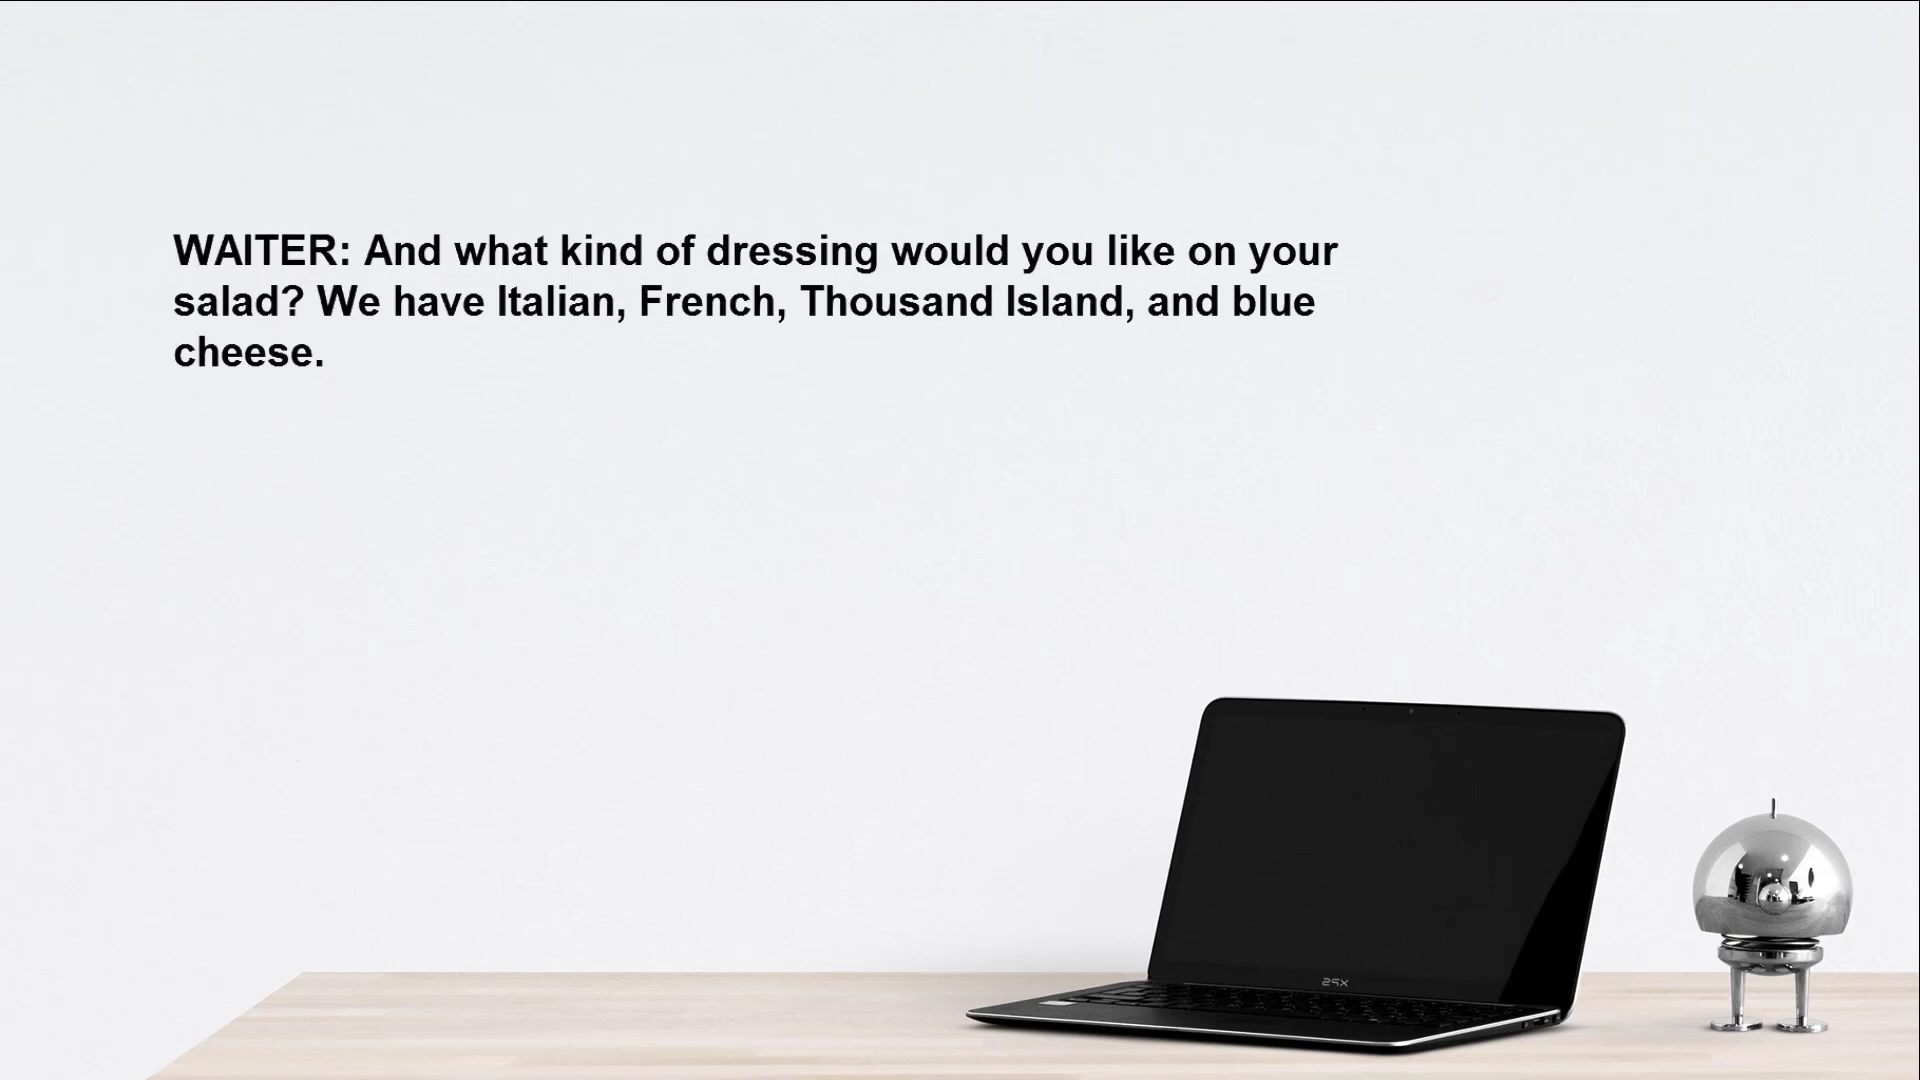 WAITER: And what kind of dressing would you like on your
salad? We have Italian, French, Thousand Island, and blue
cheese.
XPS